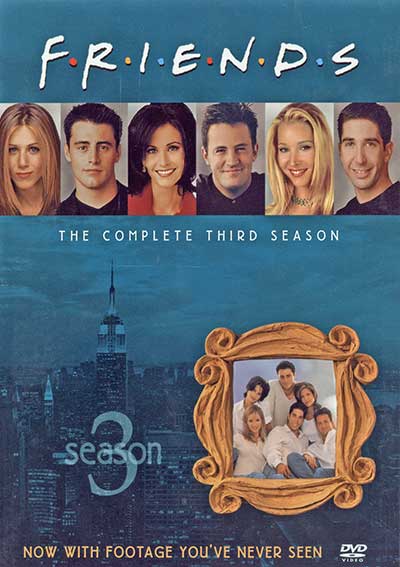 F·R·I·E·N·D·S
THE COMPLETE THIRD SEASON
3
season
NOW WITH FOOTAGE YOU'VE NEVER SEEN
DVD
VIDEO